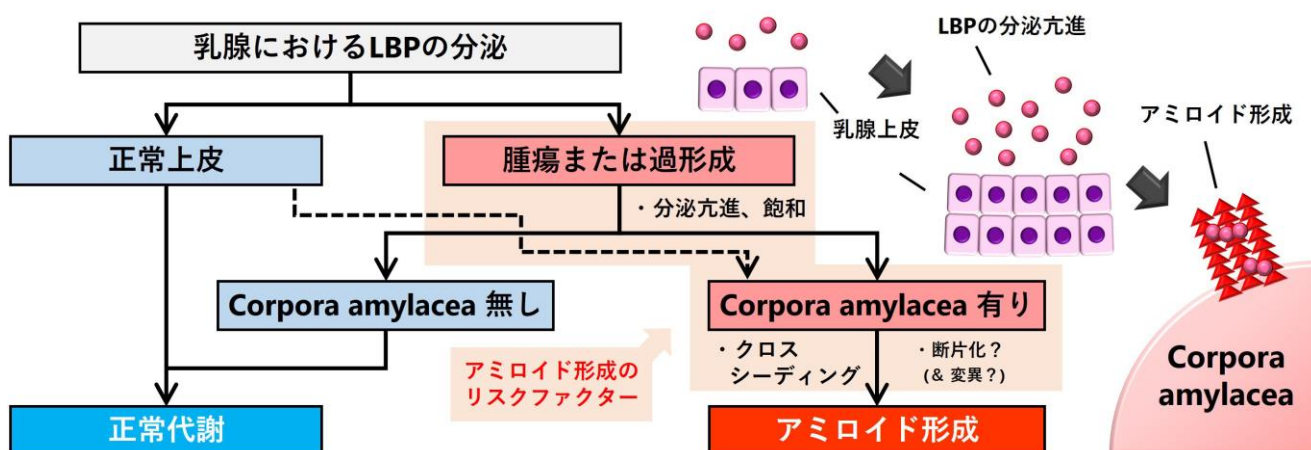 乳腺におけるLBPの分泌
LBPの分泌亢進
乳腺上皮
アミロイド形成
正常上皮
腫瘍または過形成
・分泌亢進、飽和
Corpora amylacea 無し
Corpora amylacea 有り
アミロイド形成の
リスクファクター
・クロス
シーディング
・断片化？
(& 変異？)
Corpora
amylacea
正常代謝
アミロイド形成